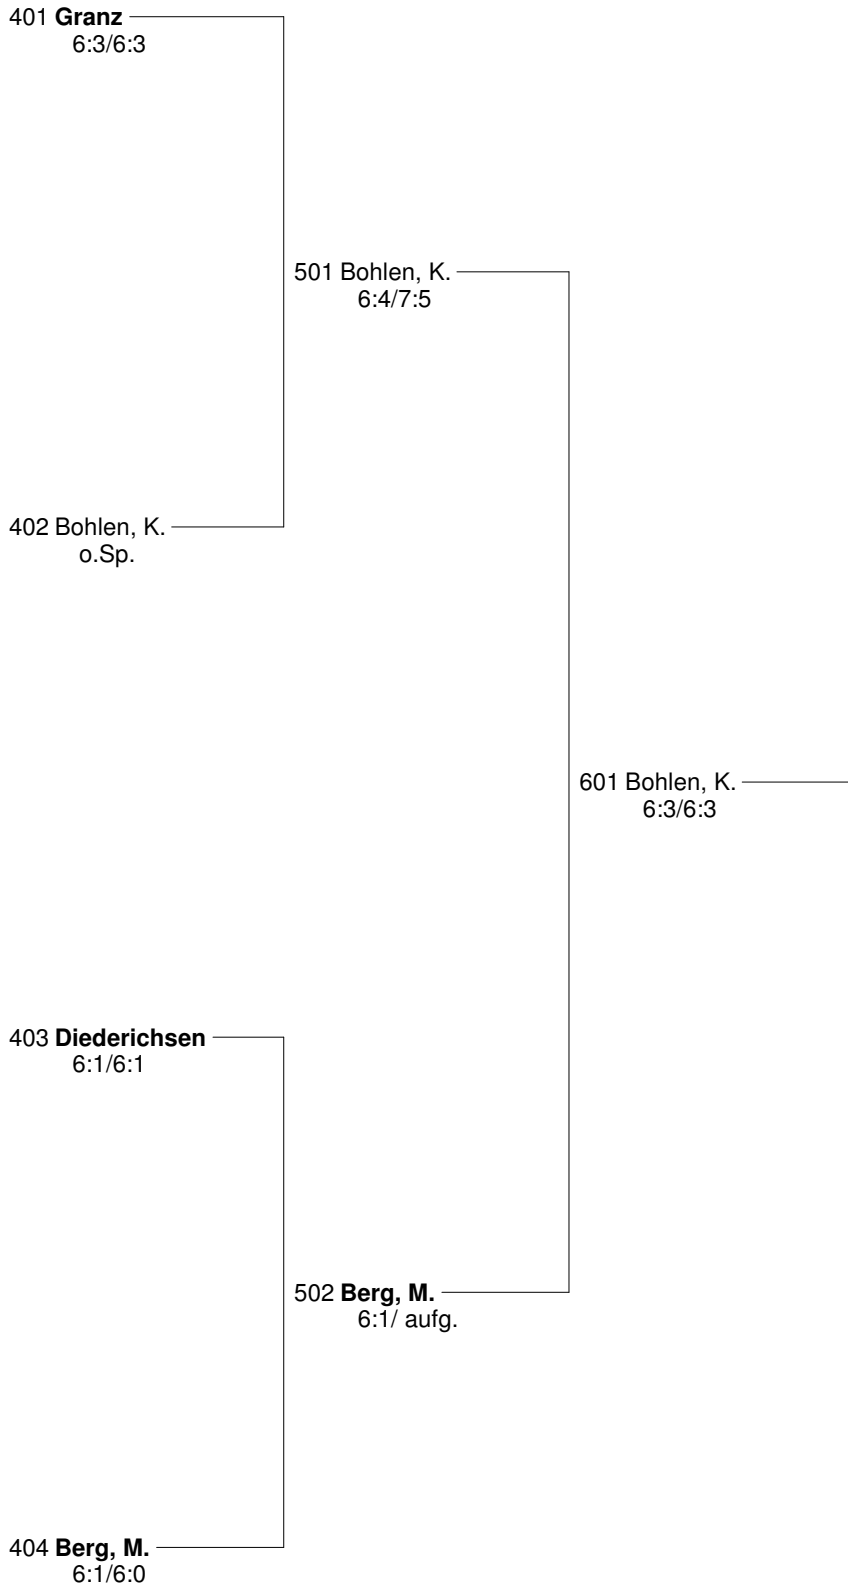 401 Granz
6:3/6:3
501 Bohlen, K.
6:4/7:5
402 Bohlen, K.
o.Sp.
601 Bohlen, K.
6:3/6:3
403 Diederichsen
6:1/6:1
502 Berg, M.
6:1/ aufg.
404 Berg, M.
6:1/6:0